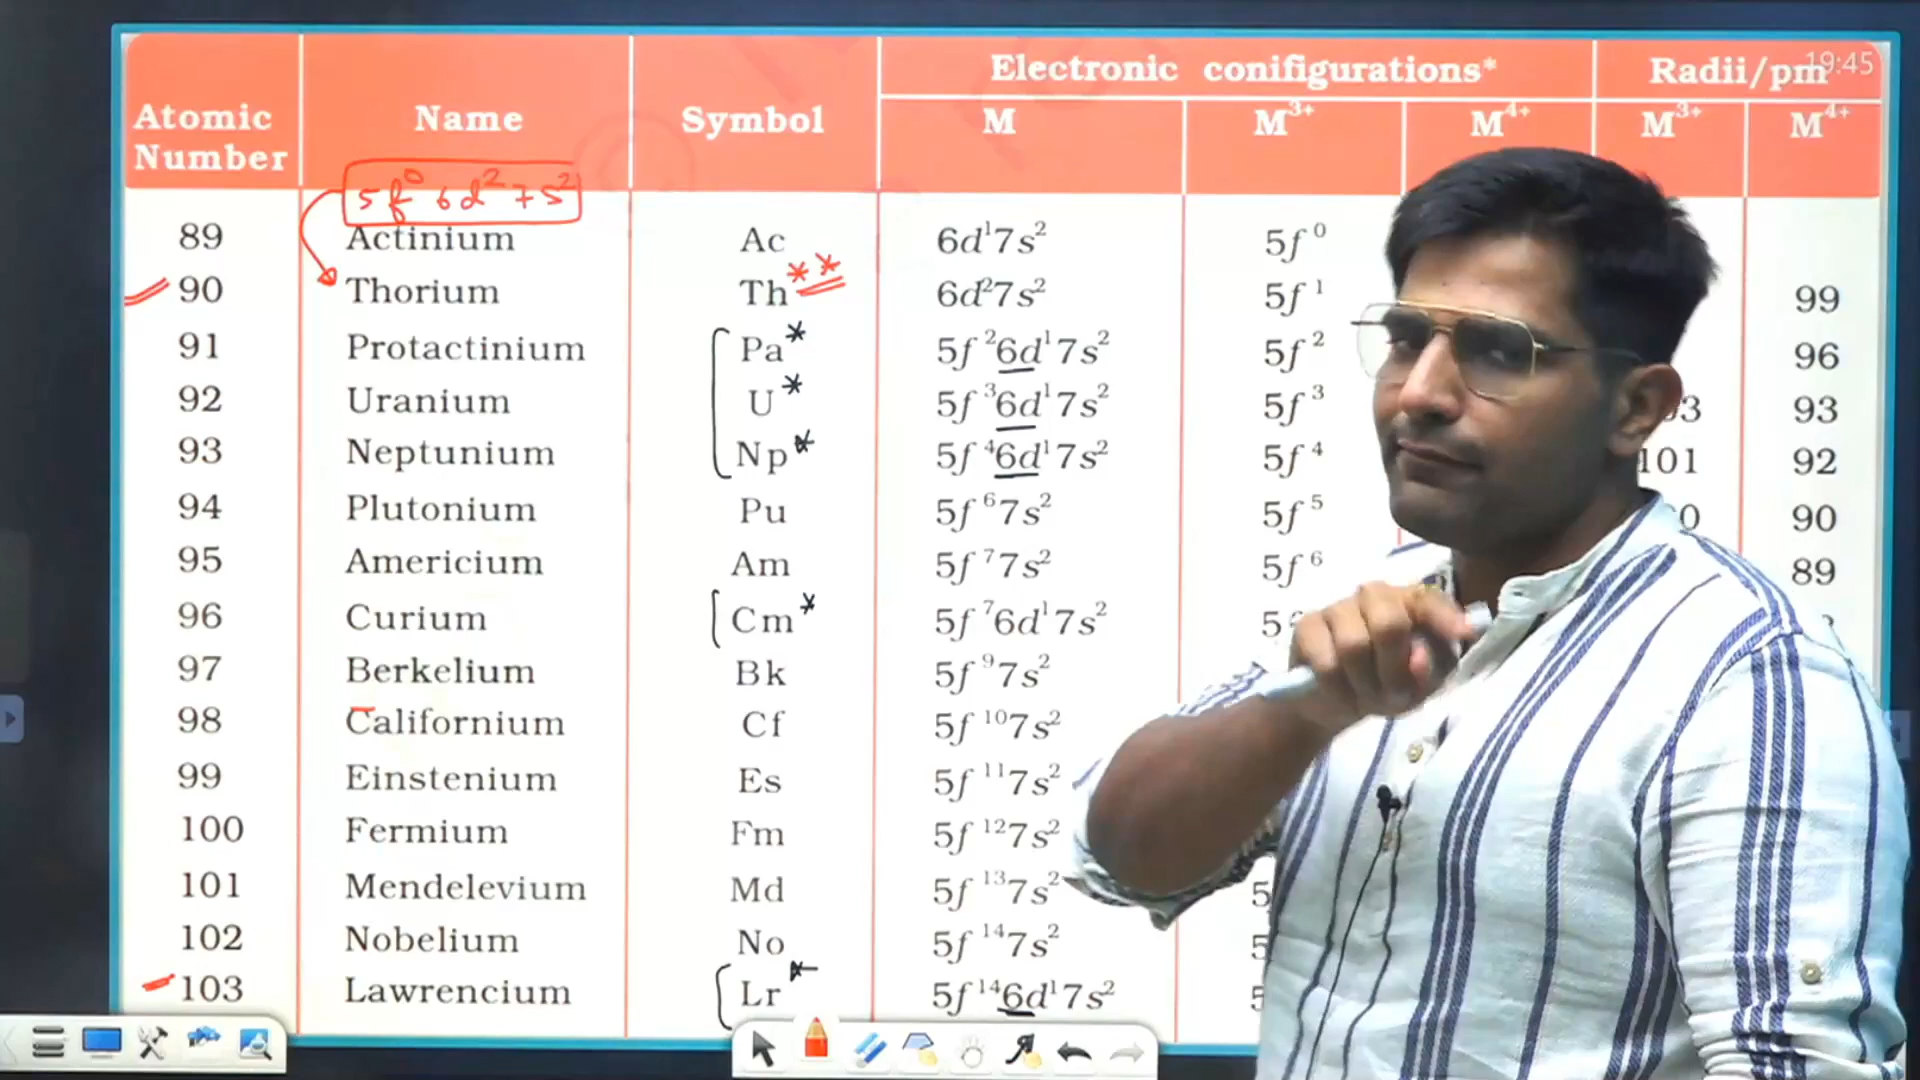 Electronic conifigurations* Radii/pm 19:45
Atomic Number Name Symbol M M³⁺ M⁴⁺ M³⁺ M⁴⁺
5f⁰ 6d² 7s²
89 Actinium Ac 6d¹7s² 5f⁰
90 Thorium Th** 6d²7s² 5f¹ 99
91 Protactinium Pa* 5f²6d¹7s² 5f² 96
92 Uranium U* 5f³6d¹7s² 5f³ 93
93 Neptunium Np* 5f⁴6d¹7s² 5f⁴ 101 92
94 Plutonium Pu 5f⁶7s² 5f⁵ 90
95 Americium Am 5f⁷7s² 5f⁶ 89
96 Curium Cm* 5f⁷6d¹7s²
97 Berkelium Bk 5f⁹7s²
98 Californium Cf 5f¹⁰7s²
99 Einstenium Es 5f¹¹7s²
100 Fermium Fm 5f¹²7s²
101 Mendelevium Md 5f¹³7s²
102 Nobelium No 5f¹⁴7s²
103 Lawrencium Lr* 5f¹⁴6d¹7s²